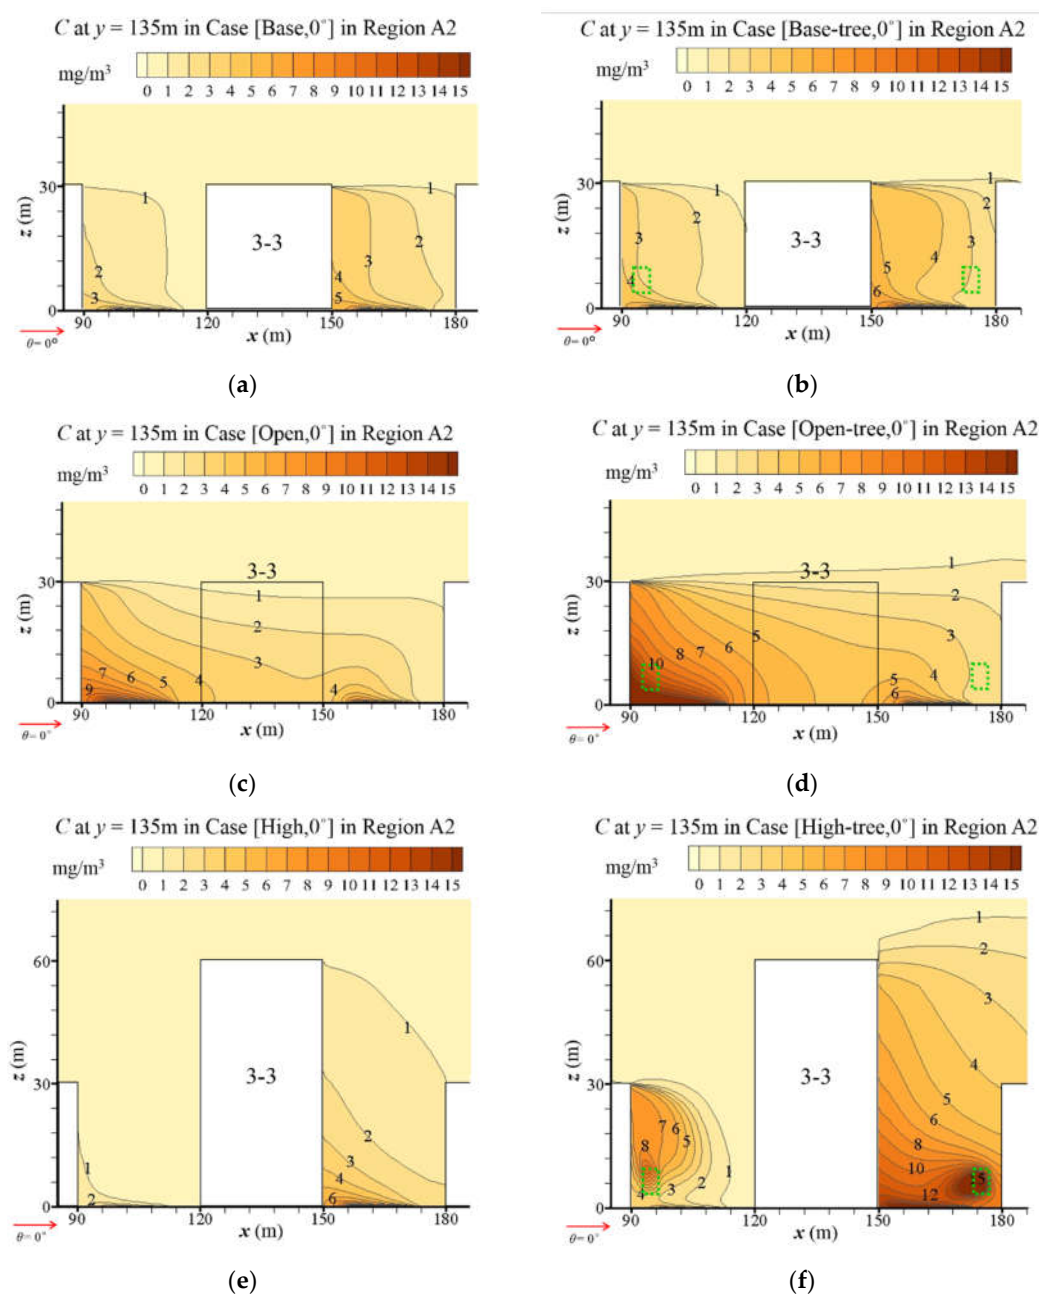 C at y = 135m in Case [Base,0°] in Region A2
mg/m³
0 1 2 3 4 5 6 7 8 9 10 11 12 13 14 15
1
30
2
3
3-3
4
2
3
5
0
90 120 150 180
z (m)
x (m)
θ= 0°
(a)
C at y = 135m in Case [Base-tree,0°] in Region A2
mg/m³
0 1 2 3 4 5 6 7 8 9 10 11 12 13 14 15
1
1
30
2
2
3
3
3-3
4
5
4
6
0
90 120 150 180
z (m)
x (m)
θ= 0°
(b)
C at y = 135m in Case [Open,0°] in Region A2
mg/m³
0 1 2 3 4 5 6 7 8 9 10 11 12 13 14 15
3-3
30
1
2
3
7
6
5
4
4
9
0
90 120 150 180
z (m)
x (m)
θ= 0°
(c)
C at y = 135m in Case [Open-tree,0°] in Region A2
mg/m³
0 1 2 3 4 5 6 7 8 9 10 11 12 13 14 15
3-3
1
30
2
5
3
6
7
8
10
4
5
6
0
90 120 150 180
z (m)
x (m)
θ= 0°
(d)
C at y = 135m in Case [High,0°] in Region A2
mg/m³
0 1 2 3 4 5 6 7 8 9 10 11 12 13 14 15
60
1
3-3
30
2
1
3
4
2
6
0
90 120 150 180
z (m)
x (m)
θ= 0°
(e)
C at y = 135m in Case [High-tree,0°] in Region A2
mg/m³
0 1 2 3 4 5 6 7 8 9 10 11 12 13 14 15
1
2
60
3
3-3
4
30
5
7
6
5
6
8
8
10
1
3
2
4
12
0
90 120 150 180
z (m)
x (m)
θ= 0°
(f)